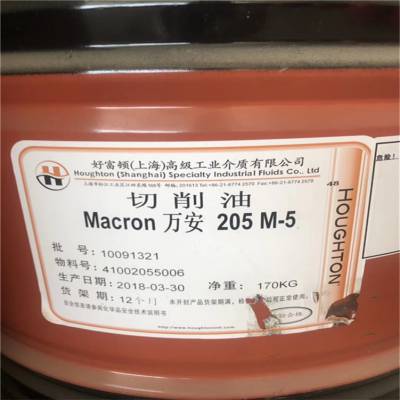 好富顿(上海)高级工业介质有限公司
Houghton (Shanghai) Specialty Industrial Fluids Co., Ltd
切削油
Macron 万安 205 M-5
批 号： 10091321
物料号：41002055006
生产日期：2018-03-30 净重： 170KG
货架期：12个月
HOUGHTON